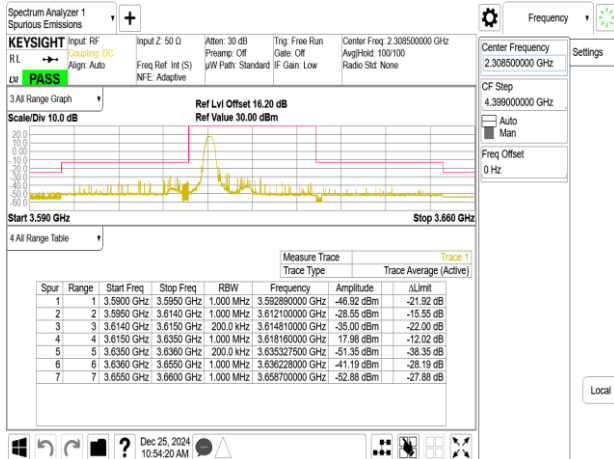 Spectrum Analyzer 1
Spurious Emissions
Frequency
KEYSIGHT Input: RF
Coupling: DC
Align: Auto
RL
LXI PASS
Input Z: 50 Ω
Freq Ref: Int (S)
NFE: Adaptive
Atten: 30 dB
Preamp: Off
µW Path: Standard
Trig: Free Run
Gate: Off
IF Gain: Low
Center Freq: 2.308500000 GHz
Avg|Hold: 100/100
Radio Std: None
Center Frequency
2.308500000 GHz
Settings
CF Step
4.399000000 GHz
Auto
Man
Freq Offset
0 Hz
Local
3 All Range Graph
Scale/Div 10.0 dB
Ref Lvl Offset 16.20 dB
Ref Value 30.00 dBm
20.0
10.0
0.00
-10.0
-20.0
-30.0
-40.0
-50.0
-60.0
Start 3.590 GHz Stop 3.660 GHz
4 All Range Table
Measure Trace Trace 1
Trace Type Trace Average (Active)
Spur Range Start Freq Stop Freq RBW Frequency Amplitude ΔLimit
1 1 3.5900 GHz 3.5950 GHz 1.000 MHz 3.592890000 GHz -46.92 dBm -21.92 dB
2 2 3.5950 GHz 3.6140 GHz 1.000 MHz 3.612100000 GHz -28.55 dBm -15.55 dB
3 3 3.6140 GHz 3.6150 GHz 200.0 kHz 3.614810000 GHz -35.00 dBm -22.00 dB
4 4 3.6150 GHz 3.6350 GHz 1.000 MHz 3.618160000 GHz 17.98 dBm -12.02 dB
5 5 3.6350 GHz 3.6360 GHz 200.0 kHz 3.635327500 GHz -51.35 dBm -38.35 dB
6 6 3.6360 GHz 3.6550 GHz 1.000 MHz 3.636228000 GHz -41.19 dBm -28.19 dB
7 7 3.6550 GHz 3.6600 GHz 1.000 MHz 3.658700000 GHz -52.88 dBm -27.88 dB
Dec 25, 2024
10:54:20 AM